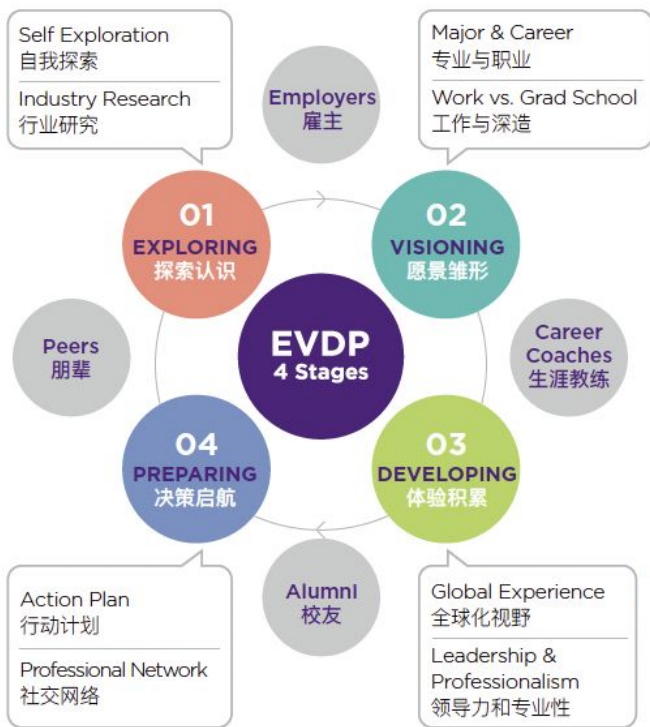 Self Exploration
自我探索
Industry Research
行业研究
Employers
雇主
Major & Career
专业与职业
Work vs. Grad School
工作与深造
01
EXPLORING
探索认识
02
VISIONING
愿景雏形
Peers
朋辈
EVDP
4 Stages
Career
Coaches
生涯教练
04
PREPARING
决策启航
03
DEVELOPING
体验积累
Action Plan
行动计划
Professional Network
社交网络
Alumni
校友
Global Experience
全球化视野
Leadership &
Professionalism
领导力和专业性